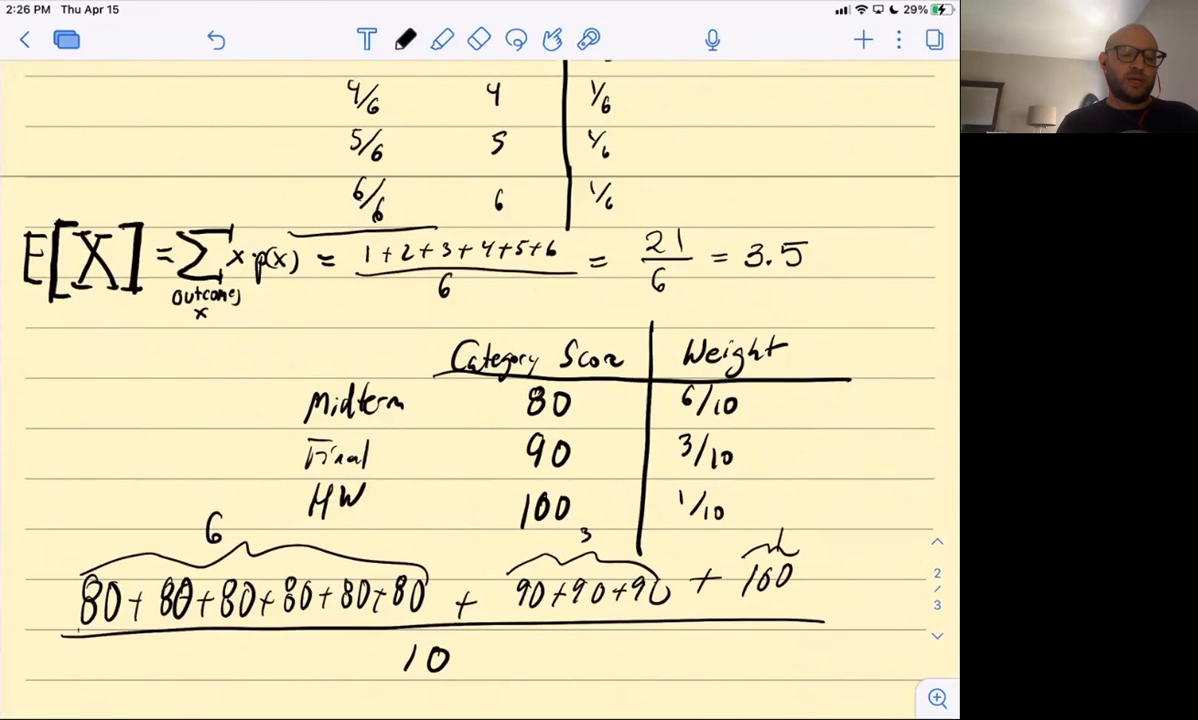 2:26 PM Thu Apr 15 29%
4/6 4 1/6
5/6 5 1/6
6/6 6 1/6
E[X] = ∑ x p(x) = 1+2+3+4+5+6 / 6 = 21/6 = 3.5
outcomes
x
Category Score Weight
Midterm 80 6/10
Final 90 3/10
HW 100 1/10
6 3 1
80+80+80+80+80+80 + 90+90+90 + 100
10
2
/
3